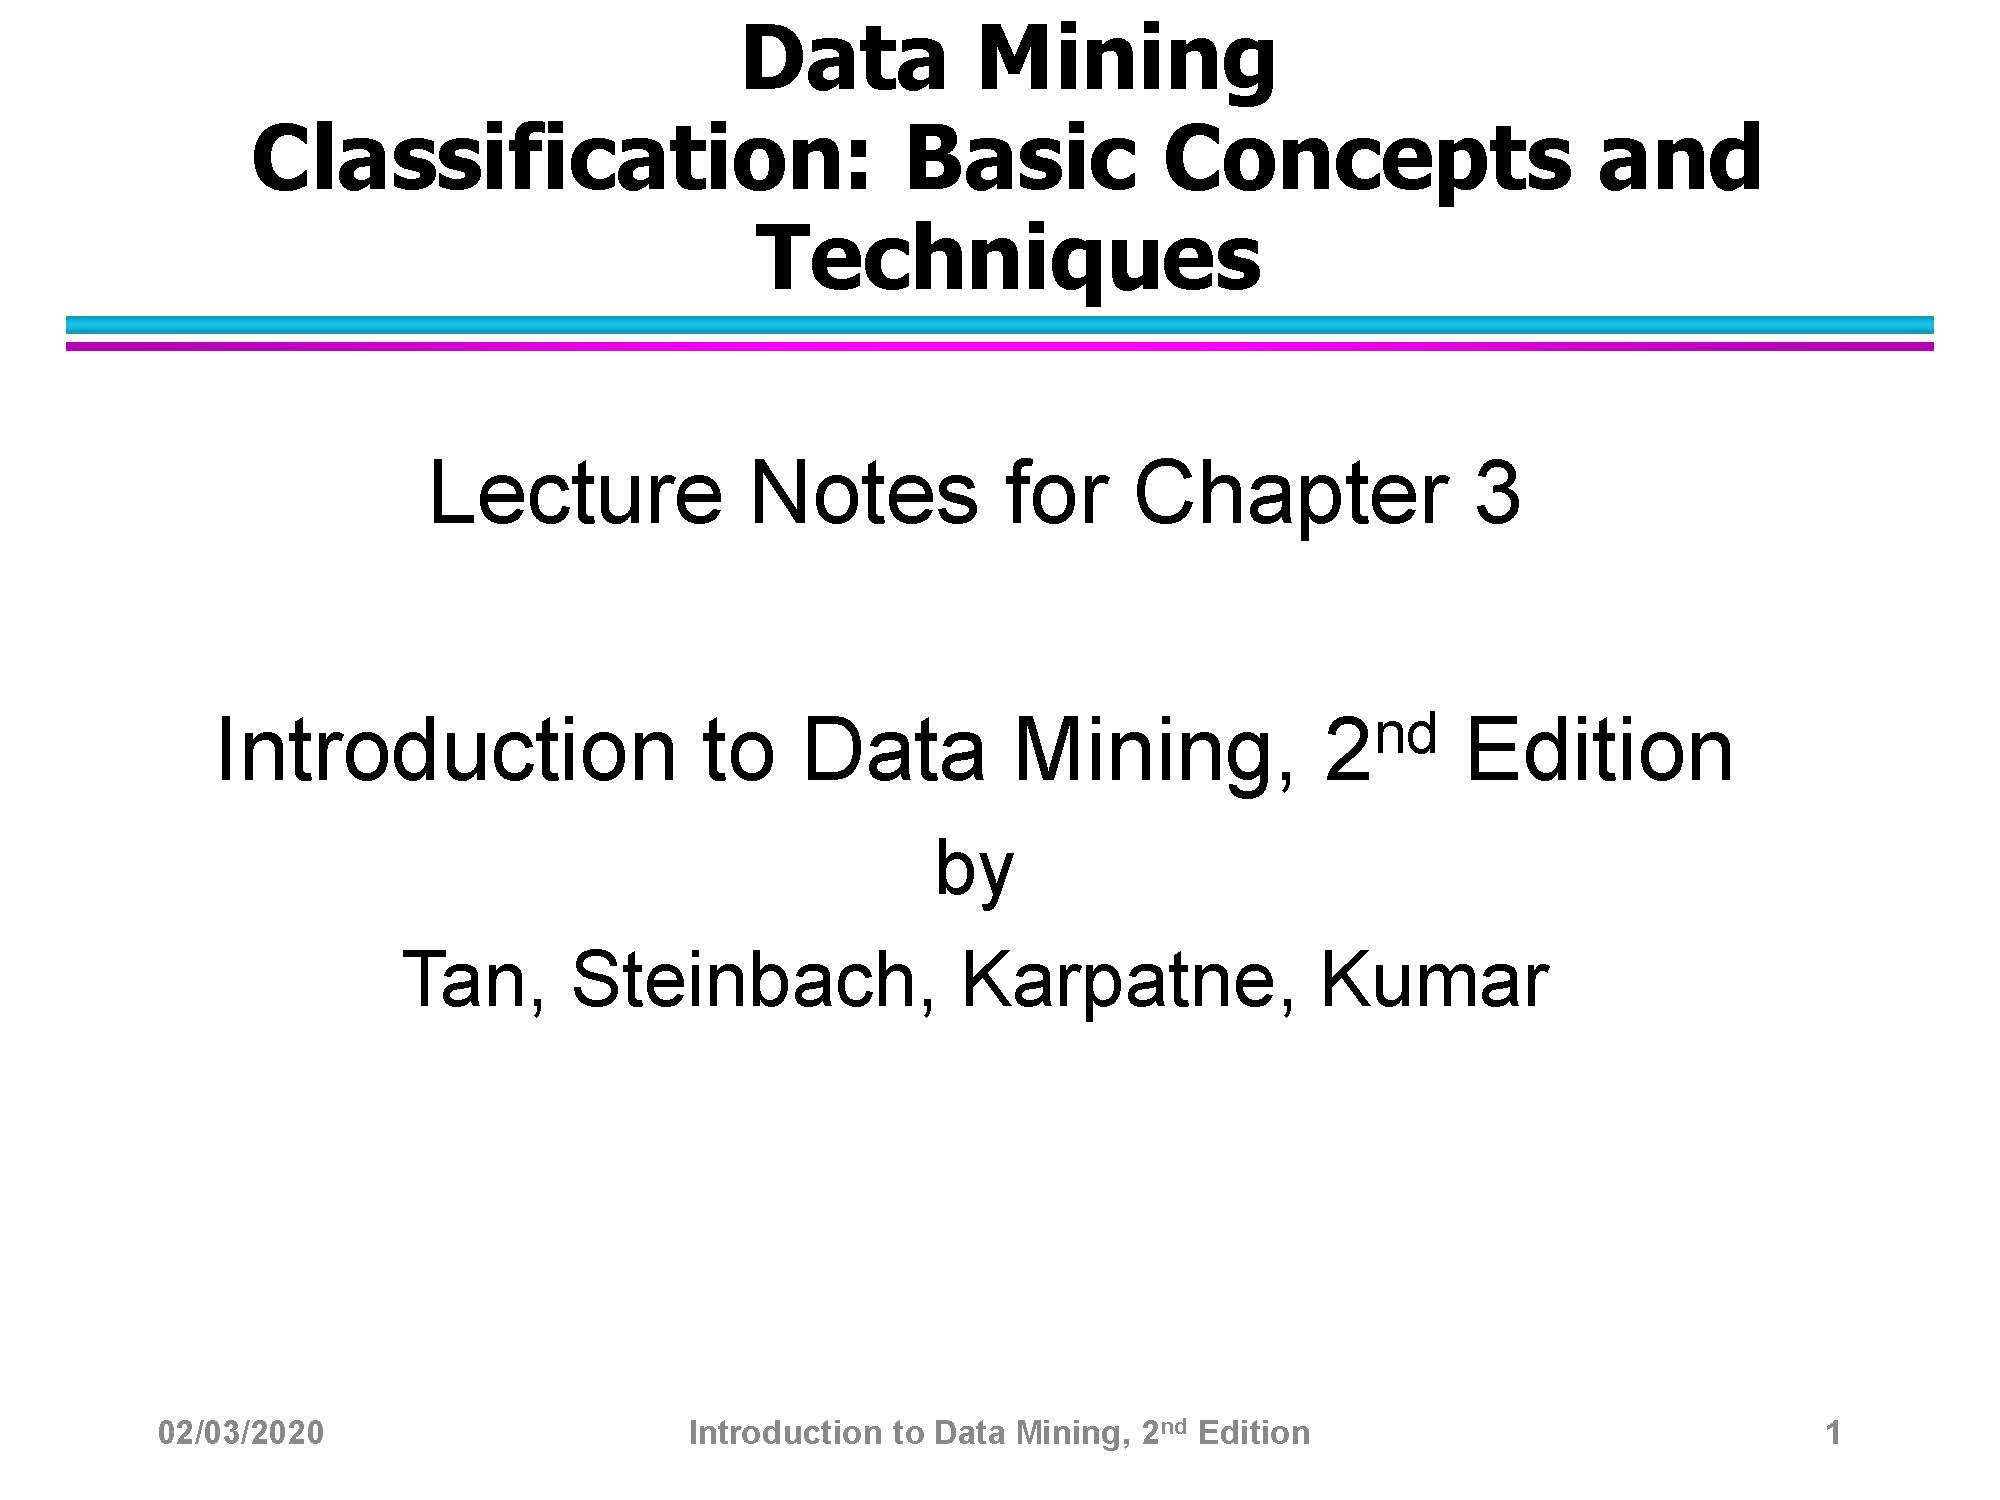 Data Mining
Classification: Basic Concepts and
Techniques
Lecture Notes for Chapter 3
Introduction to Data Mining, 2nd Edition
by
Tan, Steinbach, Karpatne, Kumar
02/03/2020 Introduction to Data Mining, 2nd Edition 1